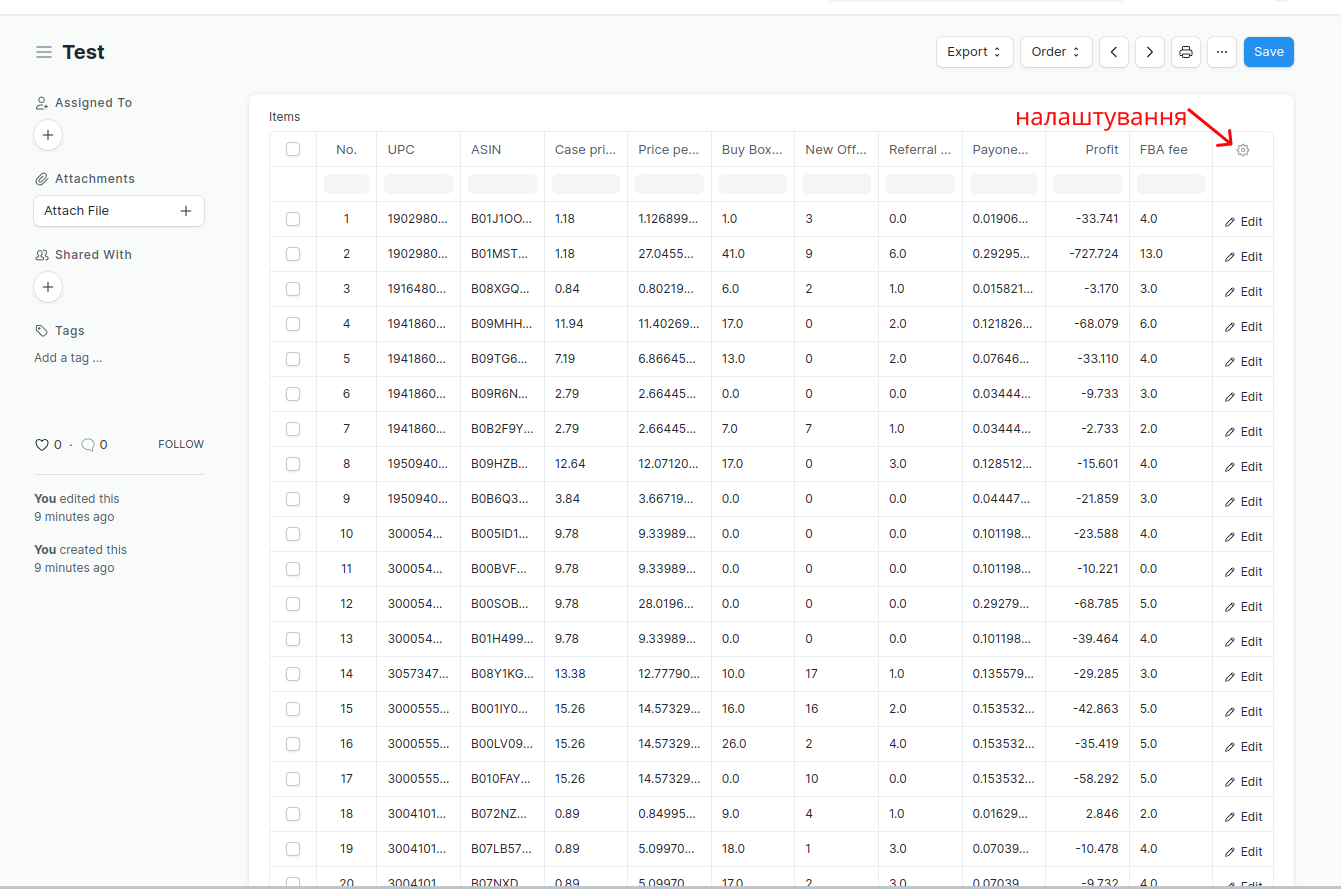 Test
Export
Order
...
Save
Assigned To
Attachments
Attach File
Shared With
Tags
Add a tag ...
0 · 0 FOLLOW
You edited this
9 minutes ago
You created this
9 minutes ago
Items
налаштування
No. UPC ASIN Case pri... Price pe... Buy Box... New Off... Referral ... Payone... Profit FBA fee
1 1902980... B01J1OO... 1.18 1.126899... 1.0 3 0.0 0.01906... -33.741 4.0 Edit
2 1902980... B01MST... 1.18 27.0455... 41.0 9 6.0 0.29295... -727.724 13.0 Edit
3 1916480... B08XGQ... 0.84 0.80219... 6.0 2 1.0 0.015821... -3.170 3.0 Edit
4 1941860... B09MHH... 11.94 11.40269... 17.0 0 2.0 0.121826... -68.079 6.0 Edit
5 1941860... B09TG6... 7.19 6.86645... 13.0 0 2.0 0.07646... -33.110 4.0 Edit
6 1941860... B09R6N... 2.79 2.66445... 0.0 0 0.0 0.03444... -9.733 3.0 Edit
7 1941860... B0B2F9Y... 2.79 2.66445... 7.0 7 1.0 0.03444... -2.733 2.0 Edit
8 1950940... B09HZB... 12.64 12.07120... 17.0 0 3.0 0.128512... -15.601 4.0 Edit
9 1950940... B0B6Q3... 3.84 3.66719... 0.0 0 0.0 0.04447... -21.859 3.0 Edit
10 300054... B005ID1... 9.78 9.33989... 0.0 0 0.0 0.101198... -23.588 4.0 Edit
11 300054... B00BVF... 9.78 9.33989... 0.0 0 0.0 0.101198... -10.221 0.0 Edit
12 300054... B00SOB... 9.78 28.0196... 0.0 0 0.0 0.29279... -68.785 5.0 Edit
13 300054... B01H499... 9.78 9.33989... 0.0 0 0.0 0.101198... -39.464 4.0 Edit
14 3057347... B08Y1KG... 13.38 12.77790... 10.0 17 1.0 0.135579... -29.285 3.0 Edit
15 3000555... B001IY0... 15.26 14.57329... 16.0 16 2.0 0.153532... -42.863 5.0 Edit
16 3000555... B00LV09... 15.26 14.57329... 26.0 2 4.0 0.153532... -35.419 5.0 Edit
17 3000555... B010FAY... 15.26 14.57329... 0.0 10 0.0 0.153532... -58.292 5.0 Edit
18 3004101... B072NZ... 0.89 0.84995... 9.0 4 1.0 0.01629... 2.846 2.0 Edit
19 3004101... B07LB57... 0.89 5.09970... 18.0 1 3.0 0.07039... -10.478 4.0 Edit
20 3004101... B07NXD... 0.89 5.09970... 17.0 2 3.0 0.07039... -9.732 4.0 Edit